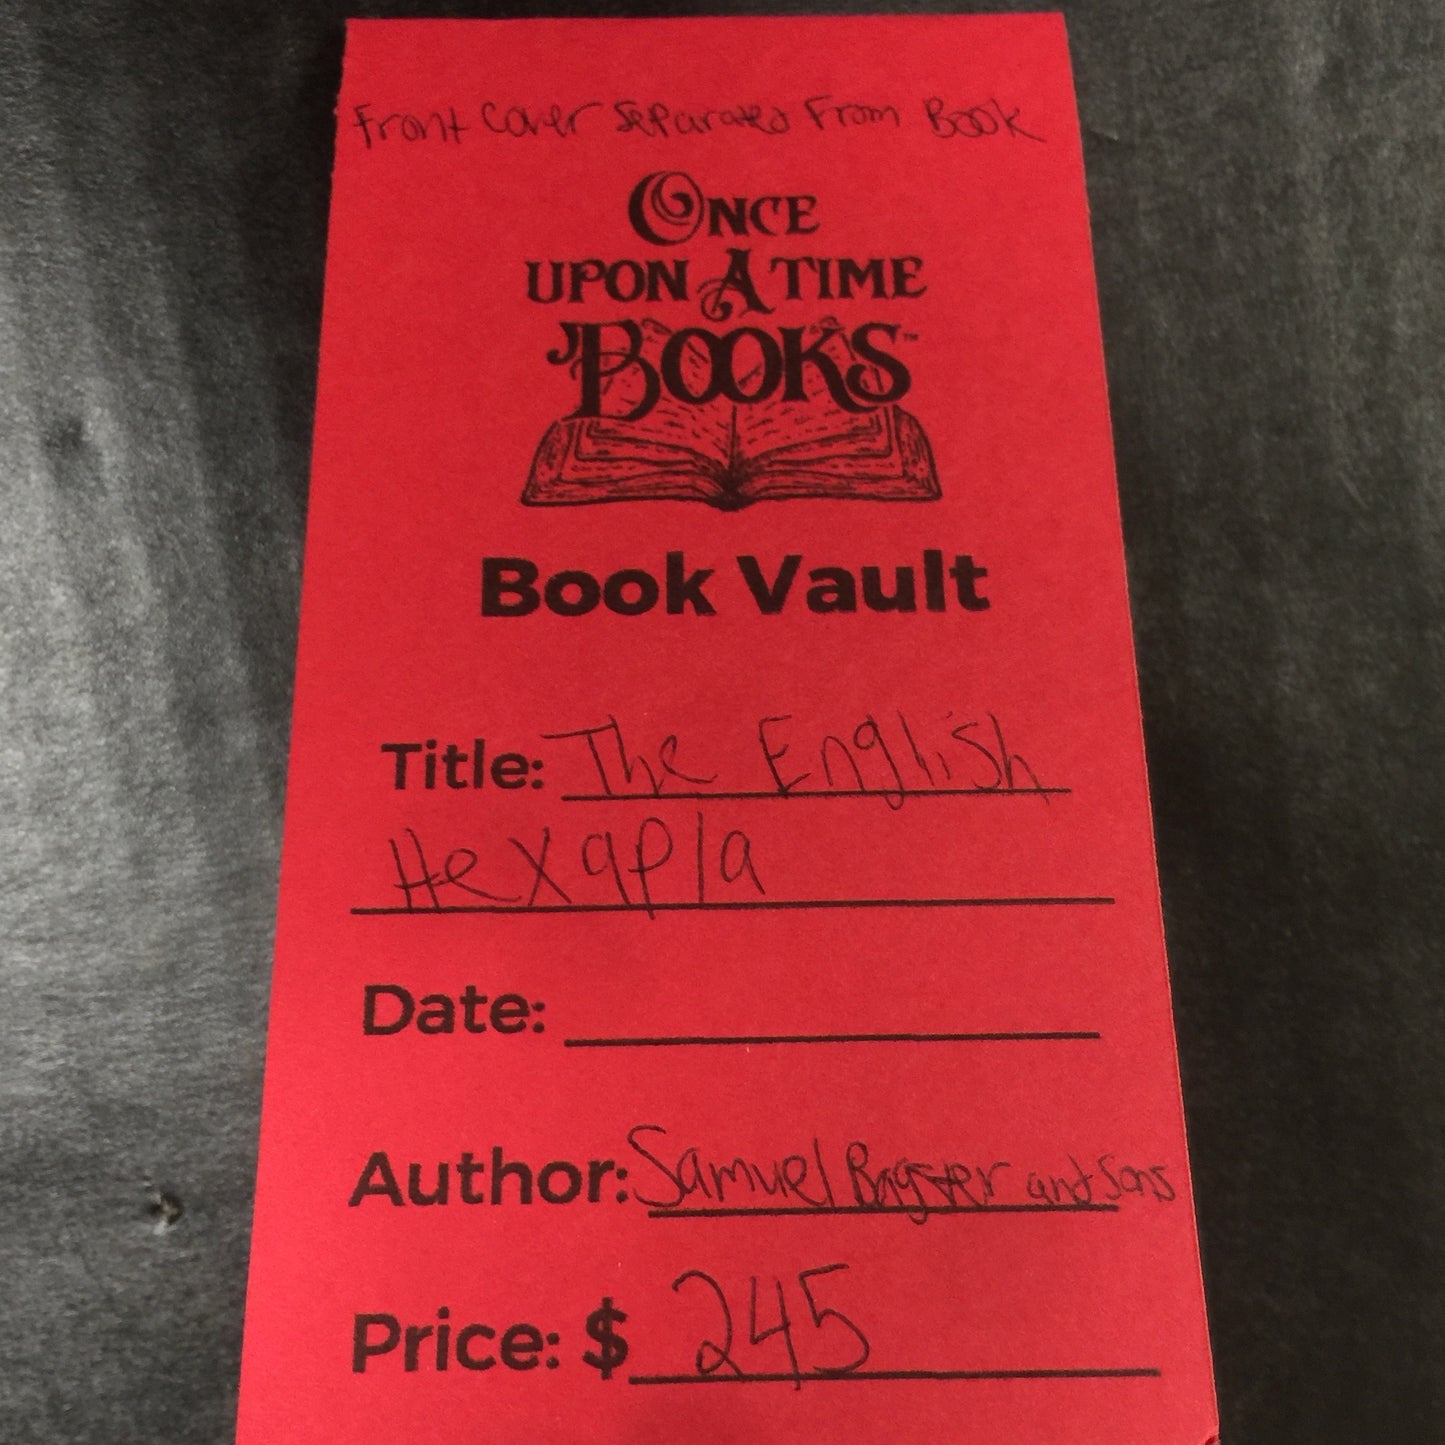 Front Cover Separated From Book
ONCE
UPON A TIME
BOOKS™
Book Vault
Title: The English
Hexapla
Date:
Author: Samuel Bagster and Sons
Price: $ 245